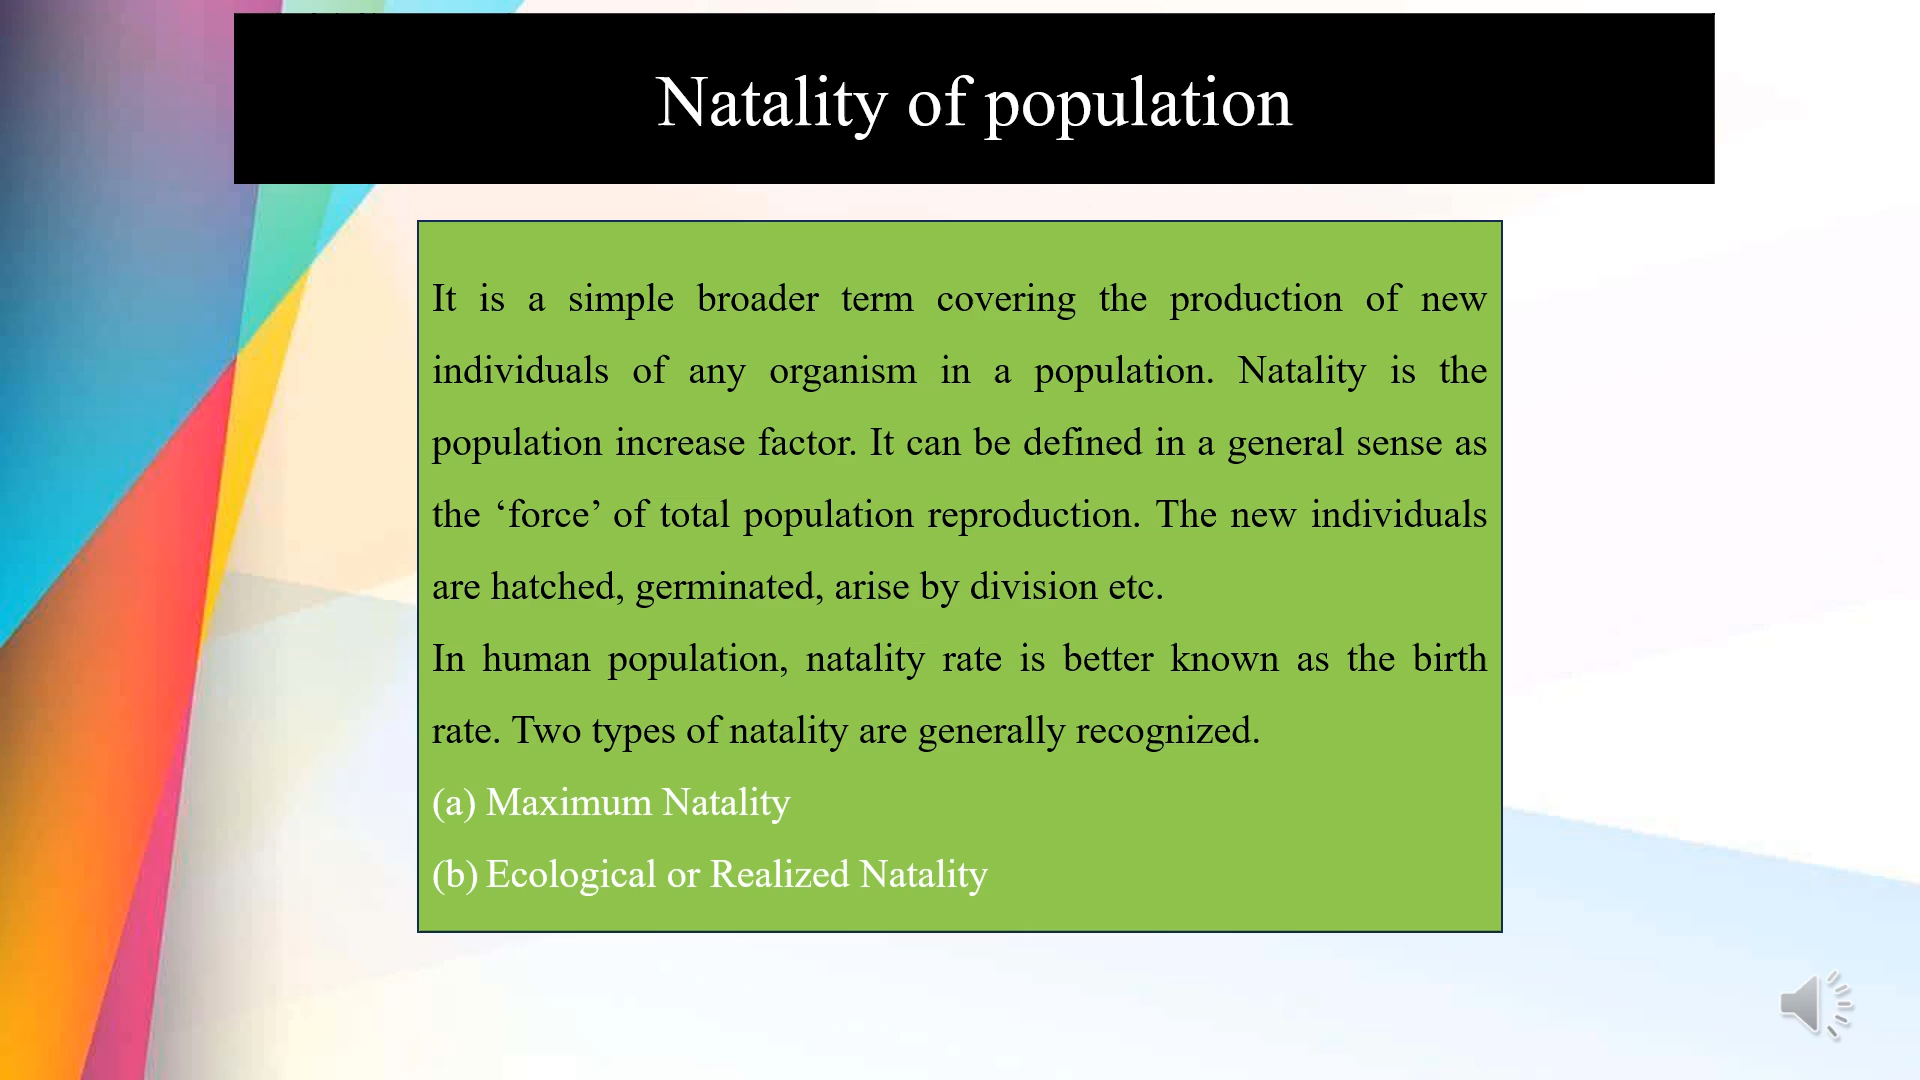 Natality of population
It is a simple broader term covering the production of new
individuals of any organism in a population. Natality is the
population increase factor. It can be defined in a general sense as
the ‘force’ of total population reproduction. The new individuals
are hatched, germinated, arise by division etc.
In human population, natality rate is better known as the birth
rate. Two types of natality are generally recognized.
(a) Maximum Natality
(b) Ecological or Realized Natality